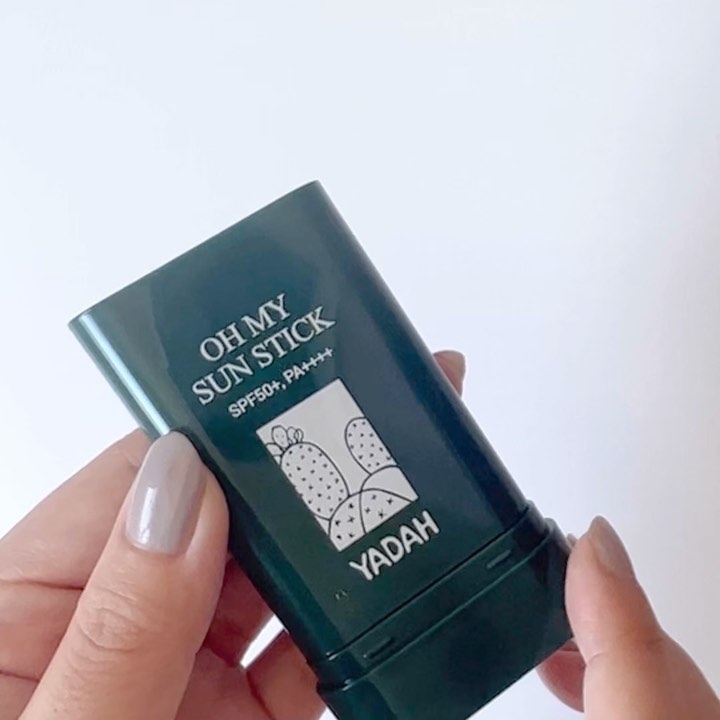 OH MY
SUN STICK
SPF50+, PA++++
YADAH